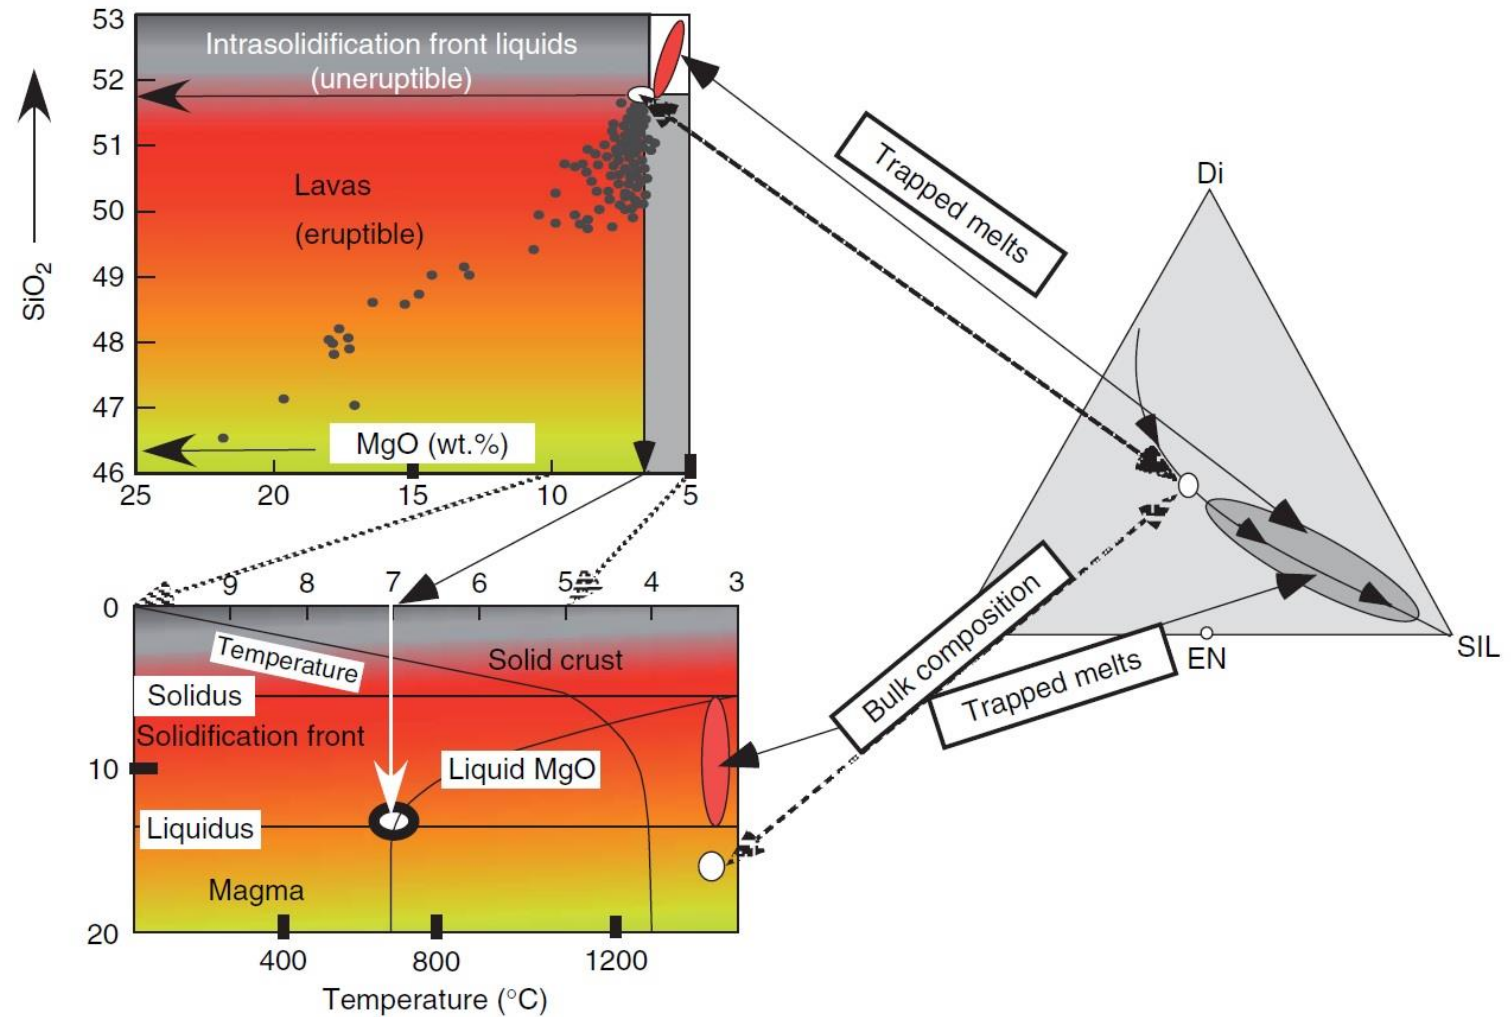 53
Intrasolidification front liquids
(uneruptible)
52
51
Lavas
50
(eruptible)
SiO₂
49
48
47
MgO (wt.%)
46
25 20 15 10 5
Trapped melts
Di
EN
SIL
Bulk composition
Trapped melts
9 8 7 6 5 4 3
0
Temperature
Solid crust
Solidus
Solidification front
10
Liquid MgO
Liquidus
Magma
20
400 800 1200
Temperature (°C)